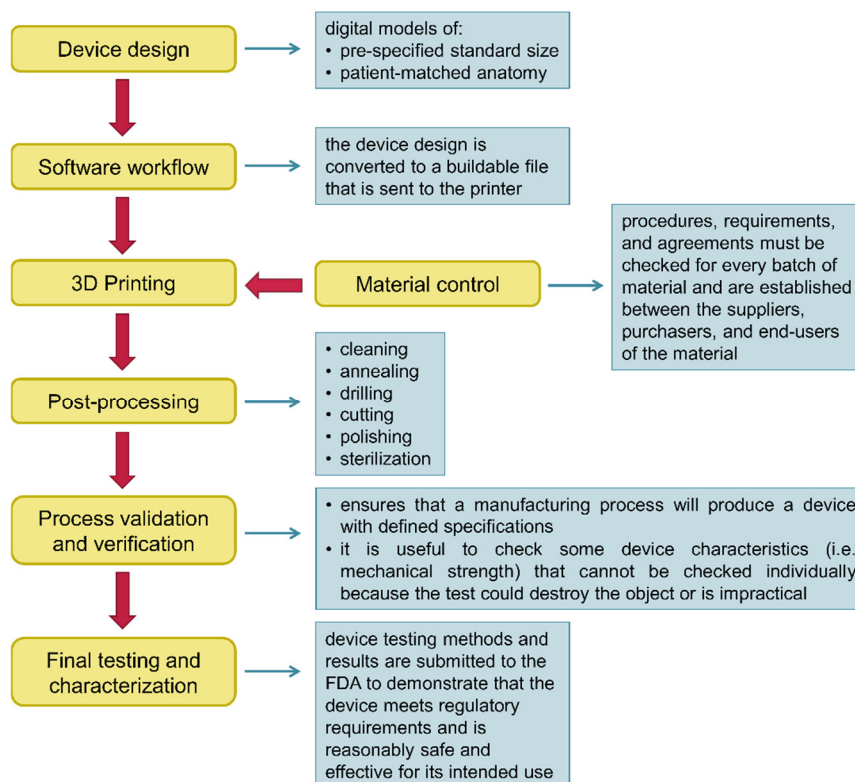 Device design
digital models of:
• pre-specified standard size
• patient-matched anatomy
Software workflow
the device design is
converted to a buildable file
that is sent to the printer
3D Printing
Material control
procedures, requirements,
and agreements must be
checked for every batch of
material and are established
between the suppliers,
purchasers, and end-users
of the material
Post-processing
• cleaning
• annealing
• drilling
• cutting
• polishing
• sterilization
Process validation
and verification
• ensures that a manufacturing process will produce a device
with defined specifications
• it is useful to check some device characteristics (i.e.
mechanical strength) that cannot be checked individually
because the test could destroy the object or is impractical
Final testing and
characterization
device testing methods and
results are submitted to the
FDA to demonstrate that the
device meets regulatory
requirements and is
reasonably safe and
effective for its intended use